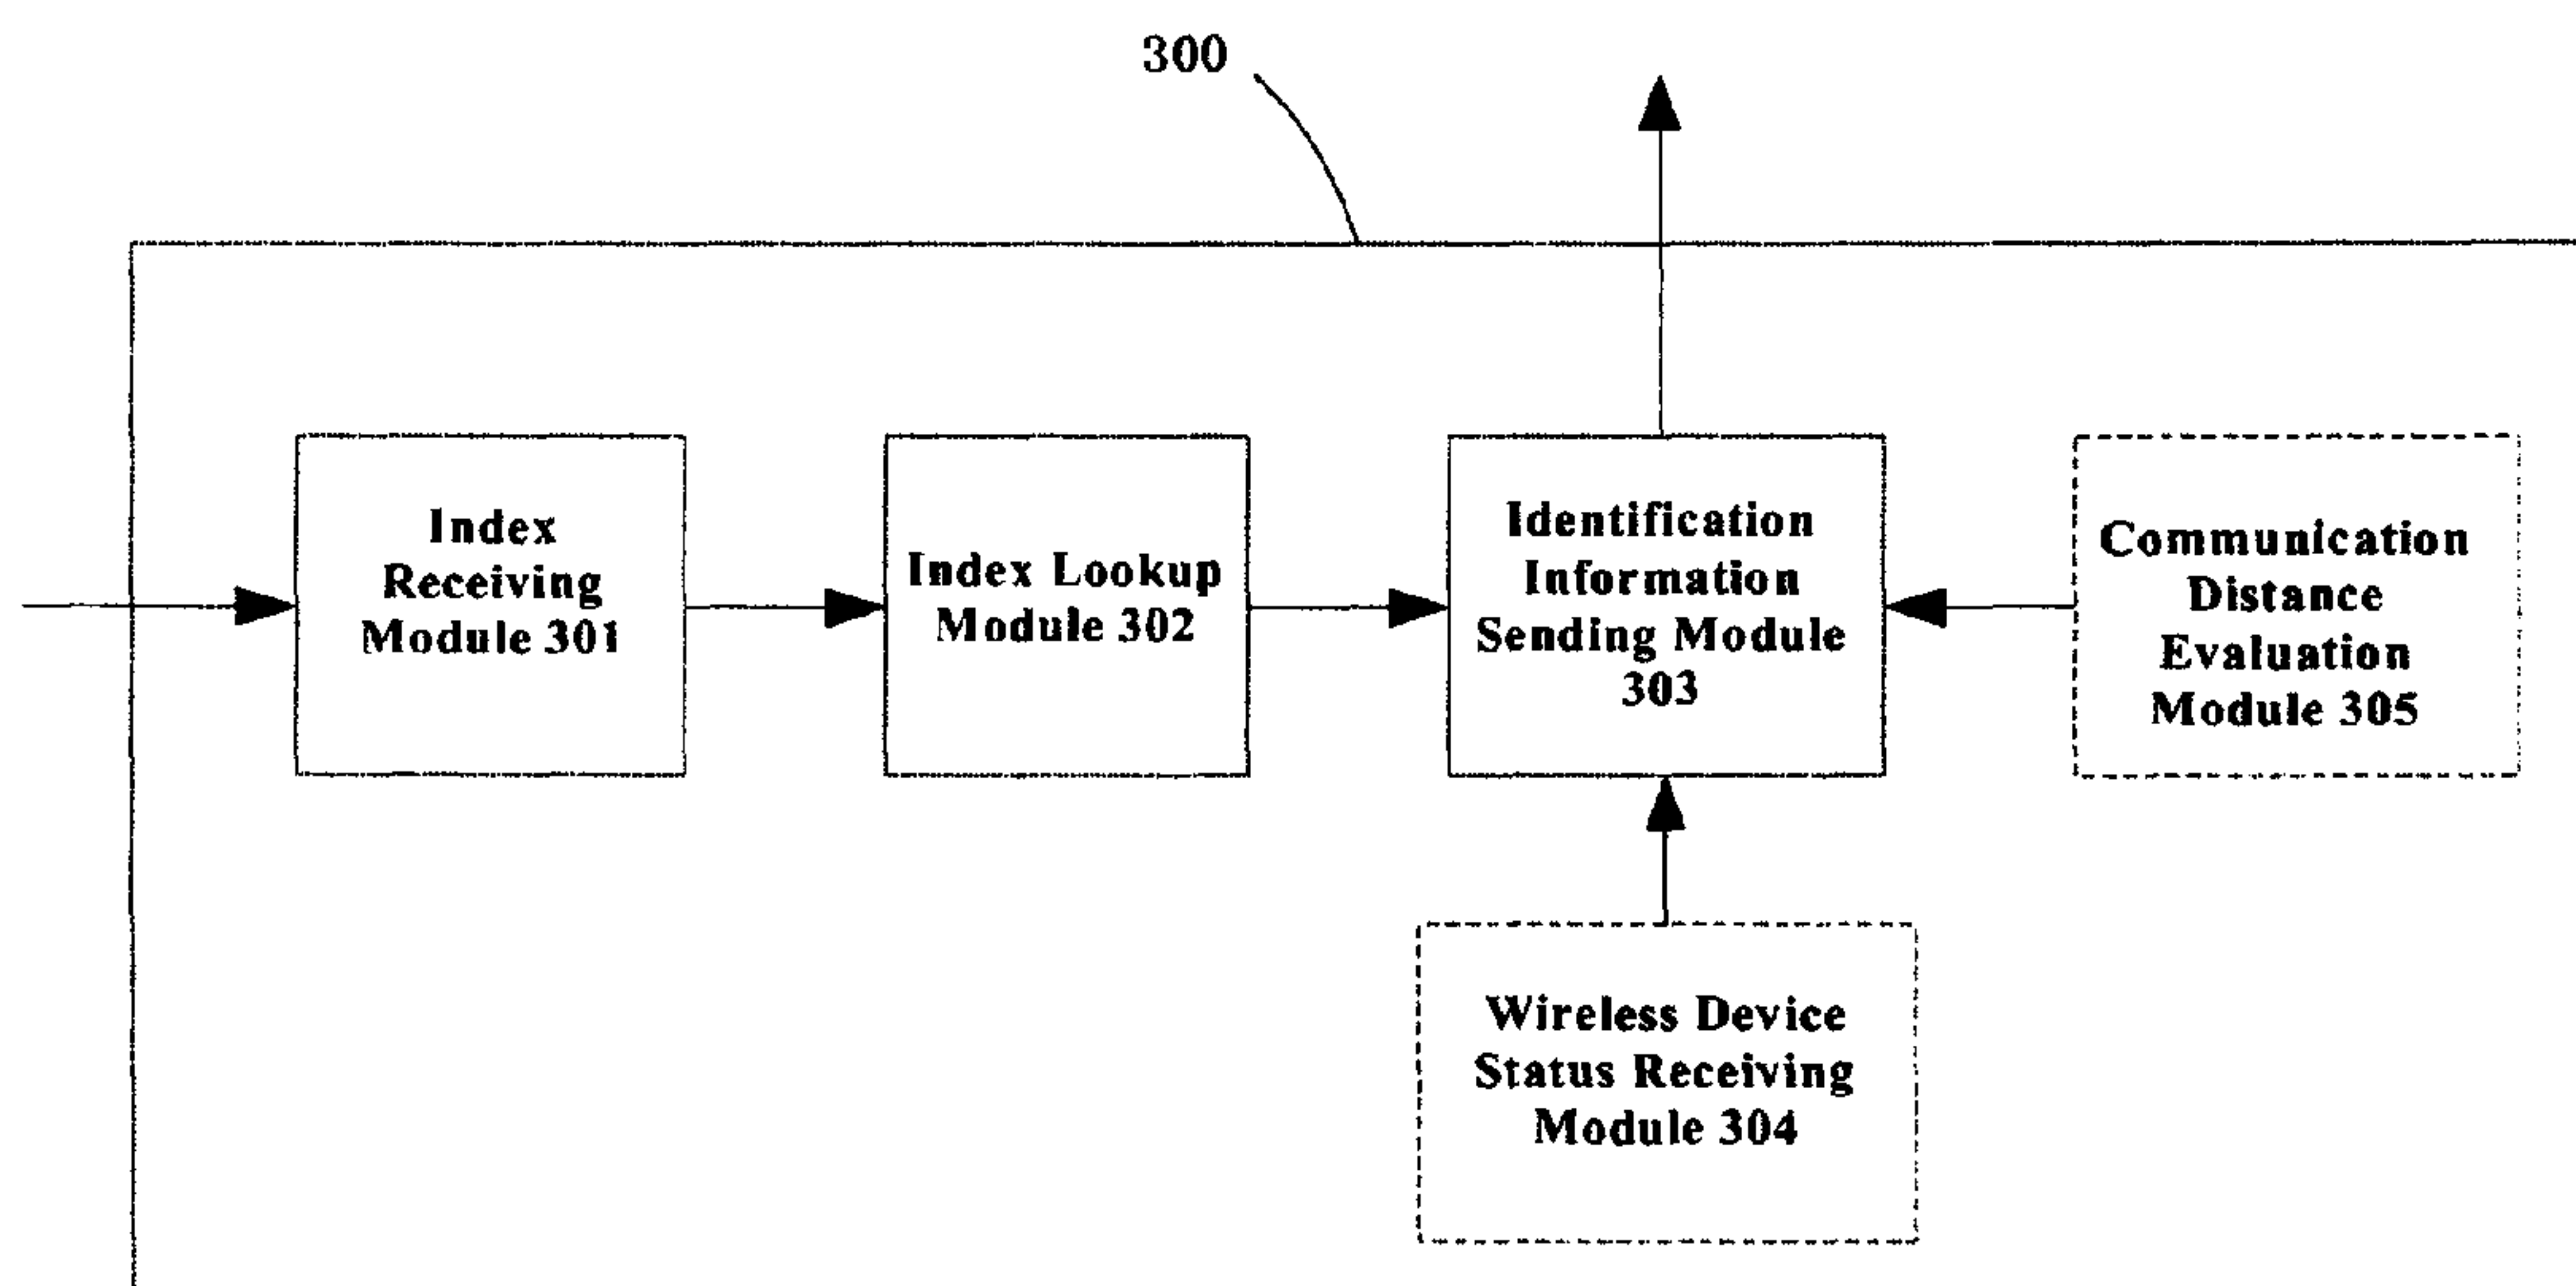 300
Index
Receiving
Module 301
Index Lookup
Module 302
Identification
Information
Sending Module
303
Communication
Distance
Evaluation
Module 305
Wireless Device
Status Receiving
Module 304